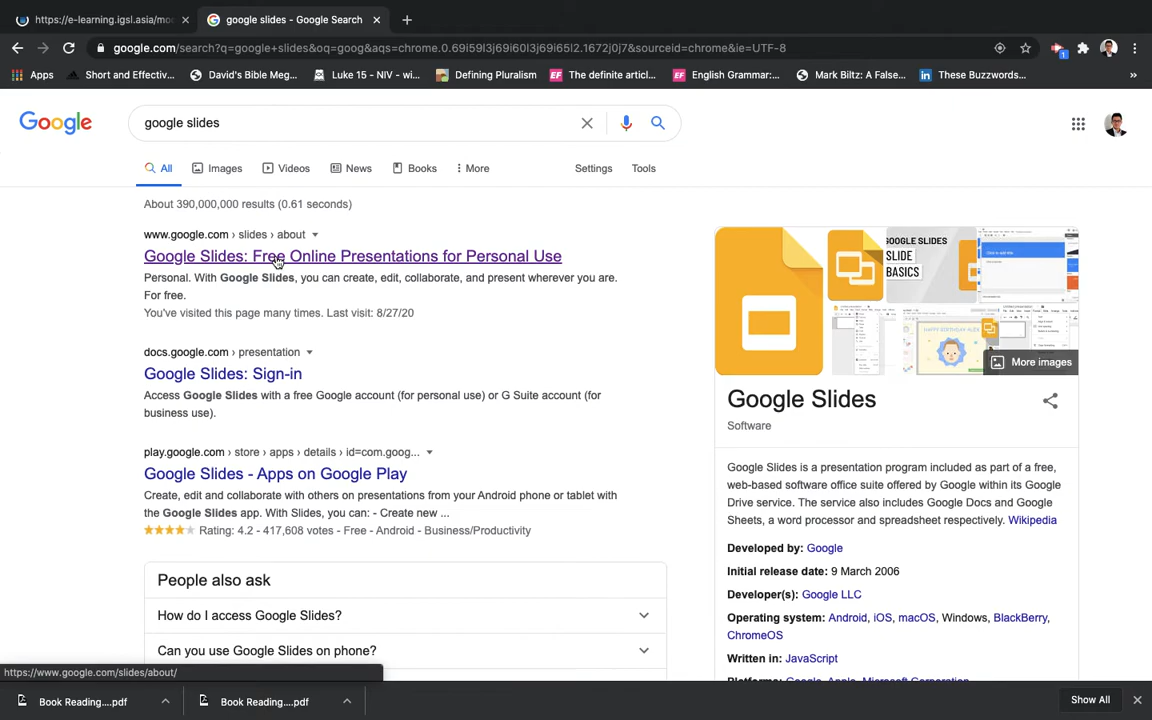 https://e-learning.igsl.asia/mo
google slides - Google Search
google.com/search?q=google+slides&oq=goog&aqs=chrome.0.69i59l3j69i60l3j69i65l2.1672j0j7&sourceid=chrome&ie=UTF-8
1
Apps
Short and Effectiv...
David's Bible Meg...
Luke 15 - NIV - wi...
Defining Pluralism
EF
The definite articl...
EF
English Grammar:...
Mark Biltz: A False...
in
These Buzzwords...
»
Google
google slides
All
Images
Videos
News
Books
More
Settings
Tools
About 390,000,000 results (0.61 seconds)
www.google.com › slides › about
Google Slides: Free Online Presentations for Personal Use
Personal. With Google Slides, you can create, edit, collaborate, and present wherever you are.
For free.
You've visited this page many times. Last visit: 8/27/20
docs.google.com › presentation
Google Slides: Sign-in
Access Google Slides with a free Google account (for personal use) or G Suite account (for
business use).
play.google.com › store › apps › details › id=com.goog...
Google Slides - Apps on Google Play
Create, edit and collaborate with others on presentations from your Android phone or tablet with
the Google Slides app. With Slides, you can: - Create new ...
Rating: 4.2 - 417,608 votes - Free - Android - Business/Productivity
People also ask
How do I access Google Slides?
Can you use Google Slides on phone?
GOOGLE SLIDES
SLIDE
BASICS
HAPPY BIRTHDAY ALEX
More images
Google Slides
Software
Google Slides is a presentation program included as part of a free,
web-based software office suite offered by Google within its Google
Drive service. The service also includes Google Docs and Google
Sheets, a word processor and spreadsheet respectively. Wikipedia
Developed by: Google
Initial release date: 9 March 2006
Developer(s): Google LLC
Operating system: Android, iOS, macOS, Windows, BlackBerry,
ChromeOS
Written in: JavaScript
Platforms: Google, Apple, Microsoft Corporation
https://www.google.com/slides/about/
Book Reading....pdf
Book Reading....pdf
Show All